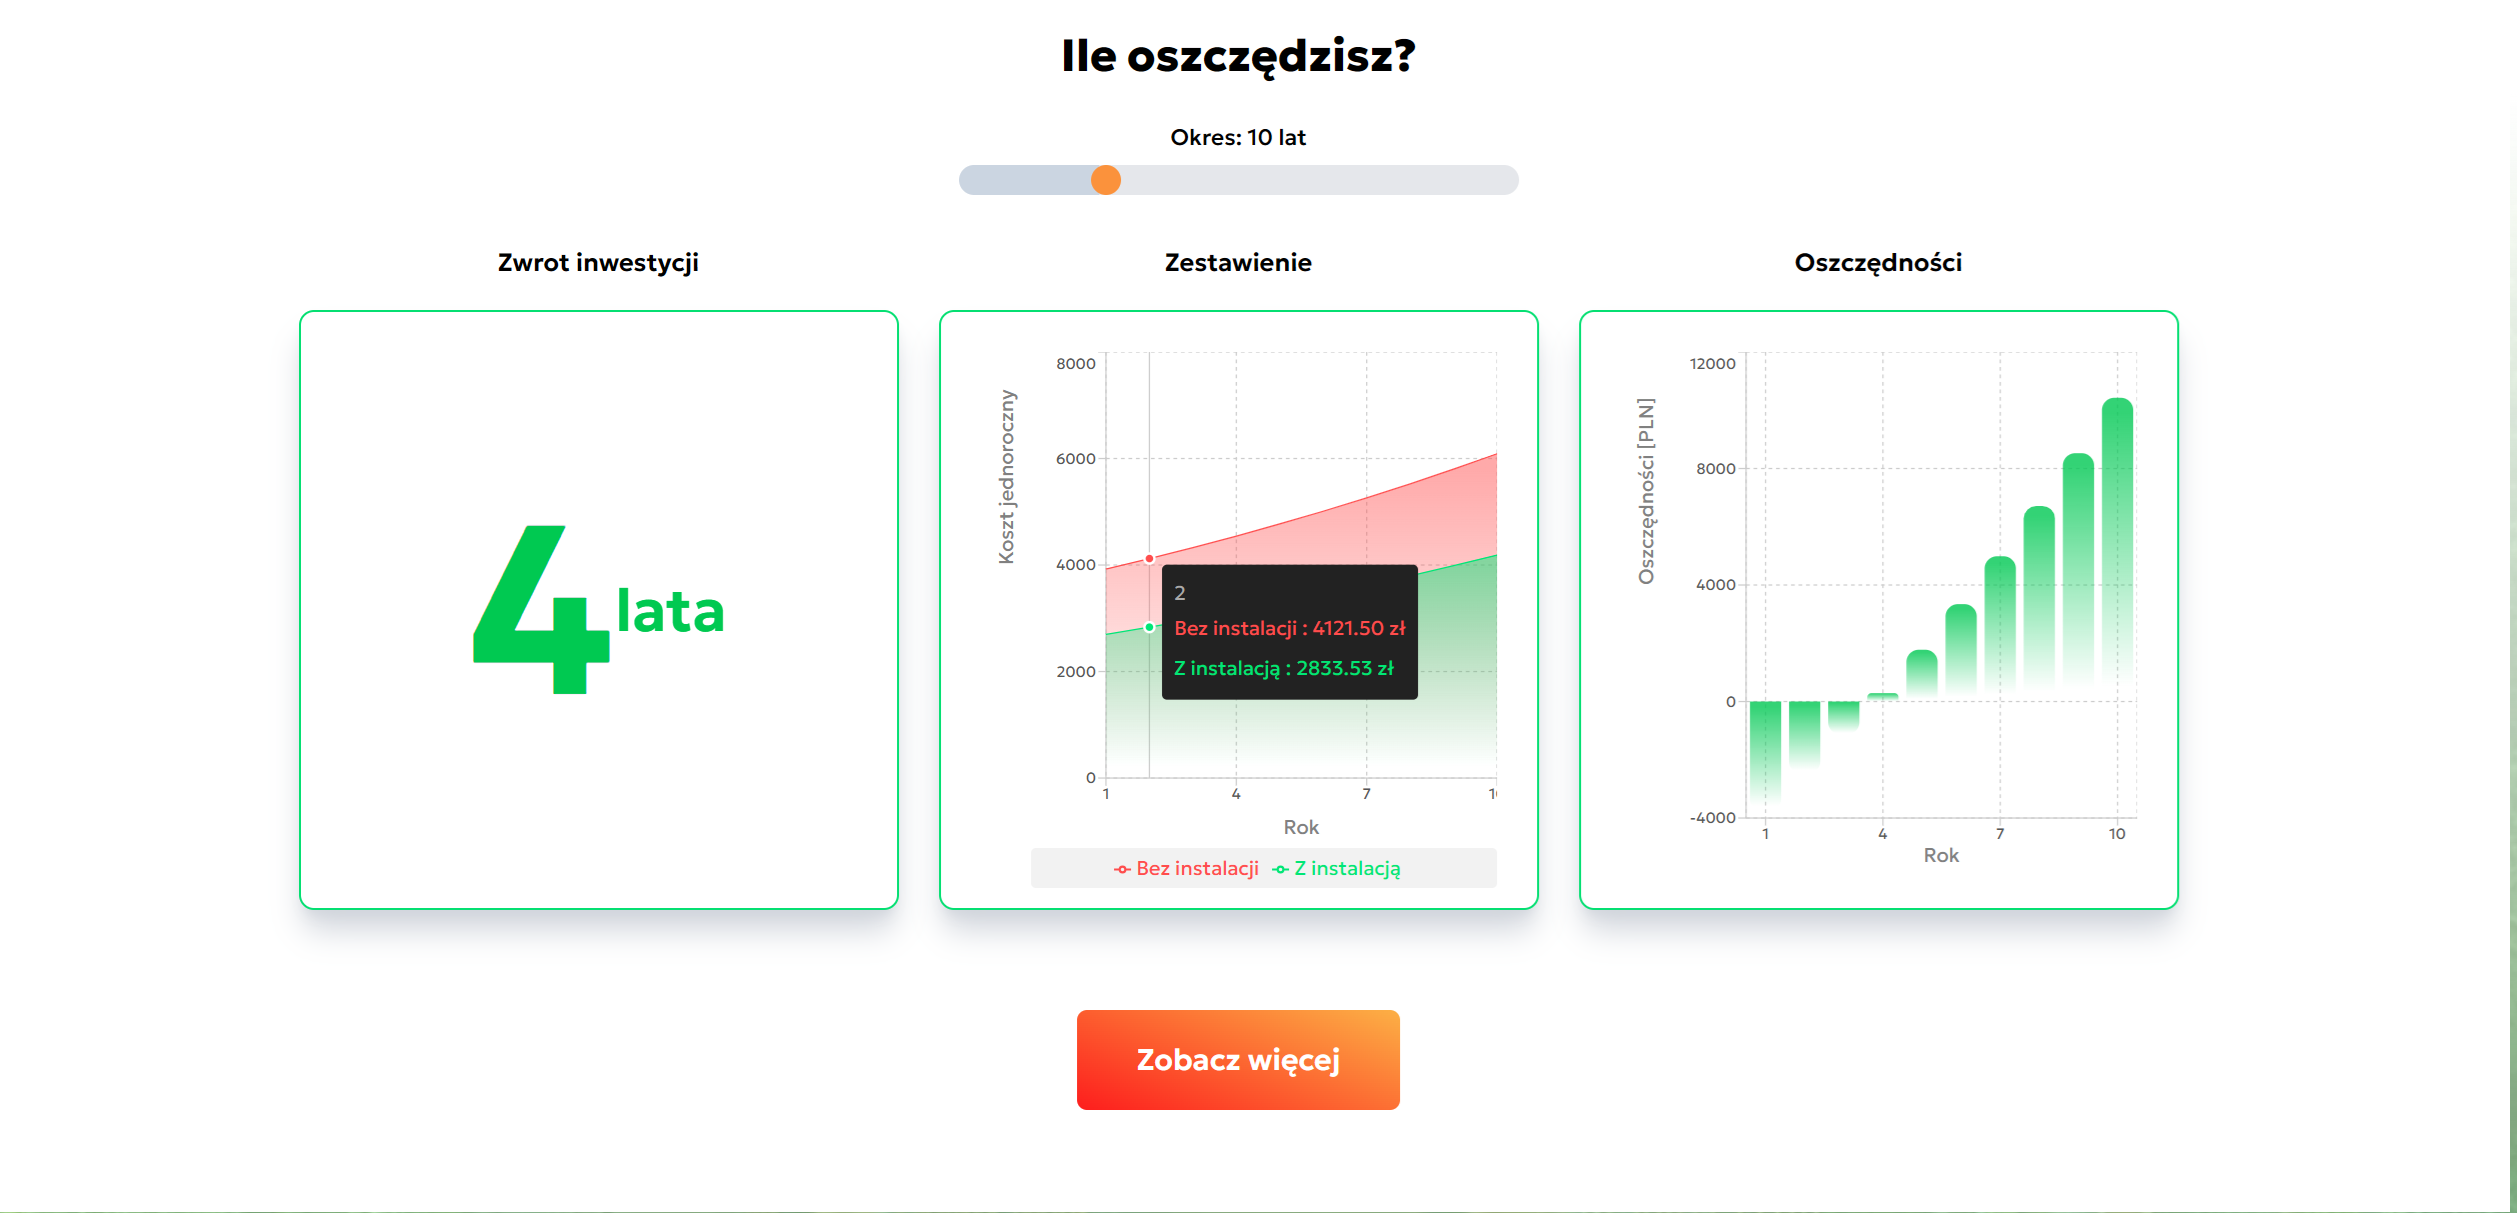 Ile oszczędzisz?
Okres: 10 lat
Zwrot inwestycji
4 lata
Zestawienie
Koszt jednoroczny
8000
6000
4000
2000
0
1
4
7
2
Bez instalacji : 4121.50 zł
Z instalacją : 2833.53 zł
Rok
Bez instalacji
Z instalacją
Oszczędności
Oszczędności [PLN]
12000
8000
4000
0
-4000
1
4
7
10
Rok
Zobacz więcej